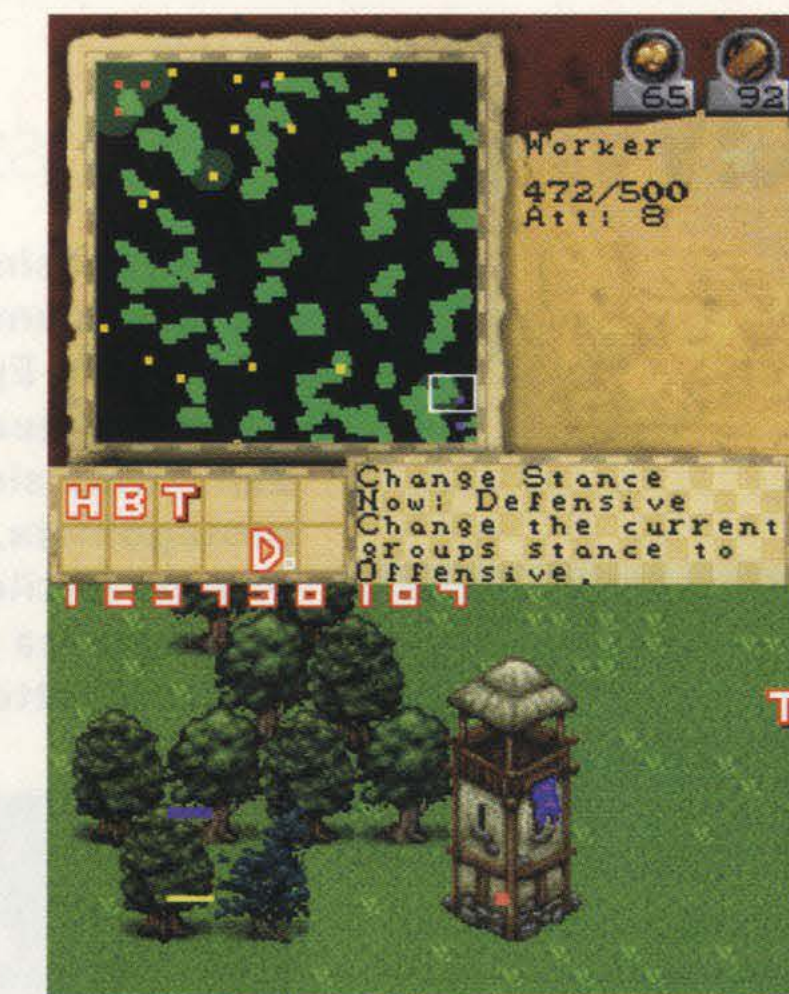 65 92
Worker
472/500
Att: 8
HBT
D.
Change Stance
Now: Defensive
Change the current
groups stance to
Offensive.
T